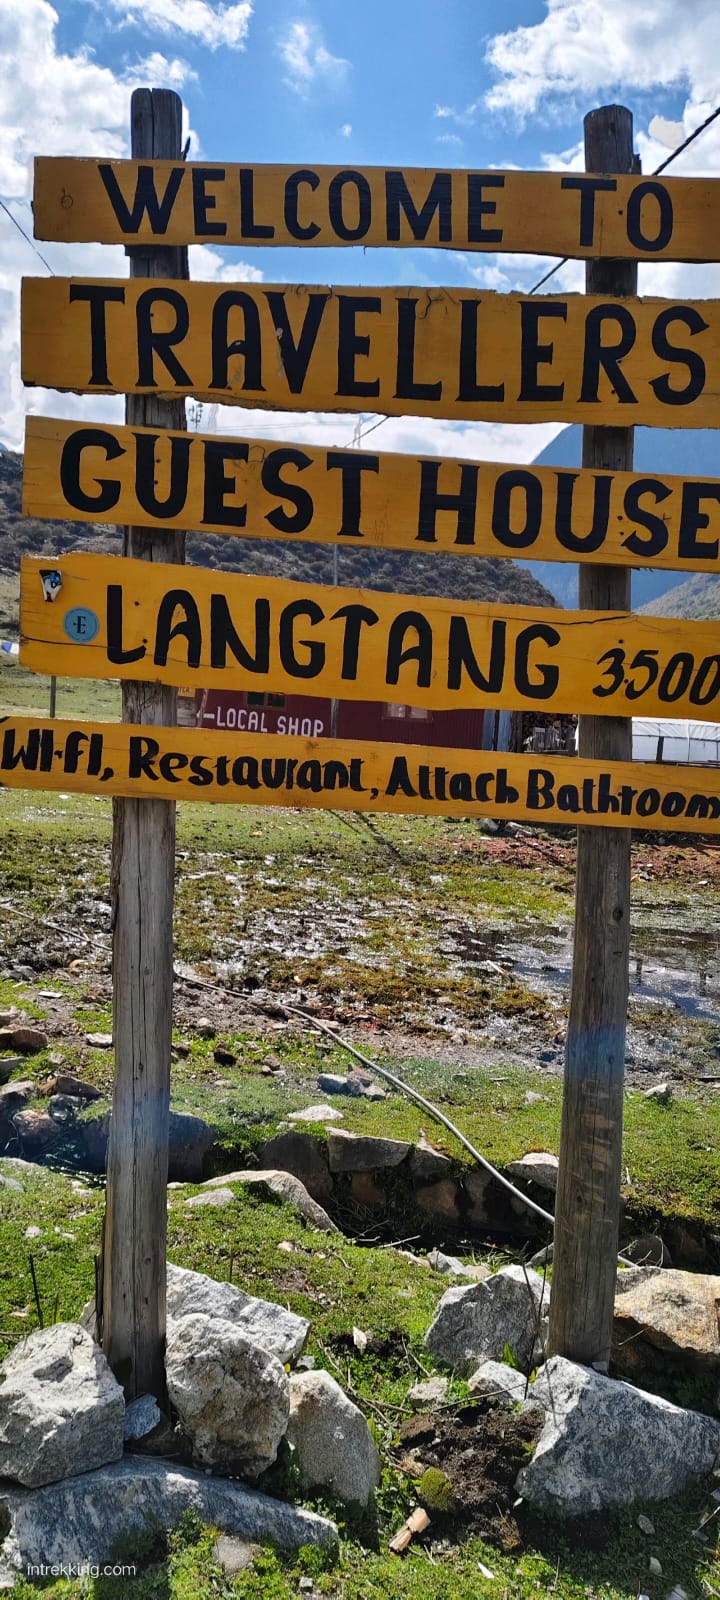 WELCOME TO
TRAVELLERS
GUEST HOUSE
LANGTANG 3500
E
-LOCAL SHOP
WI-FI, Restaurant, Attach Bathroom
intrekking.com